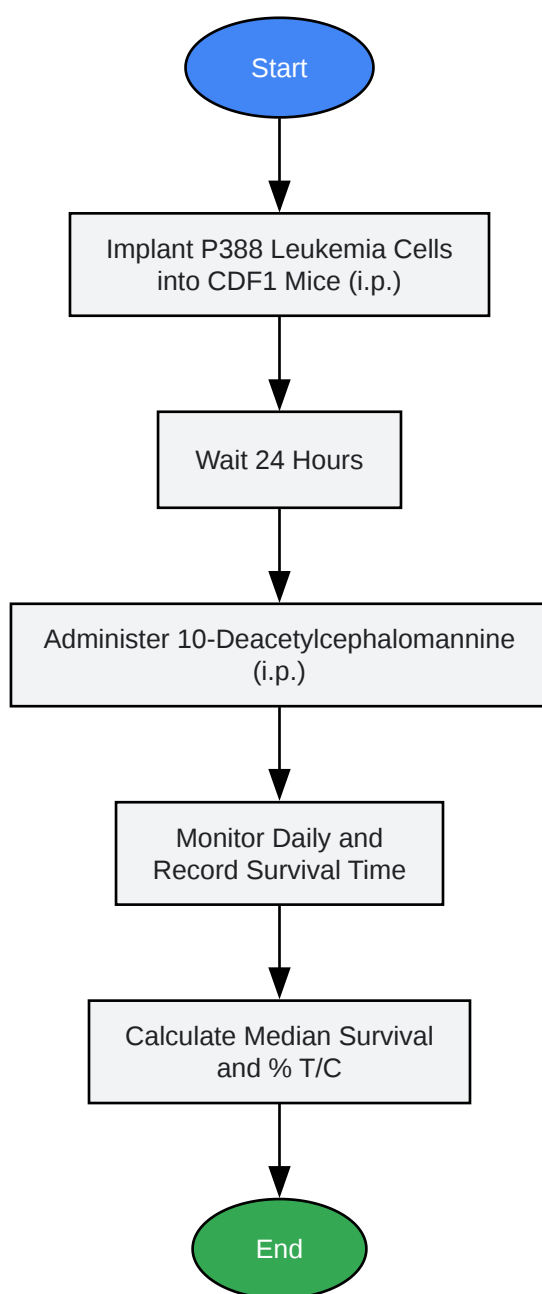 Start
Implant P388 Leukemia Cells
into CDF1 Mice (i.p.)
Wait 24 Hours
Administer 10-Deacetylcephalomannine
(i.p.)
Monitor Daily and
Record Survival Time
Calculate Median Survival
and % T/C
End